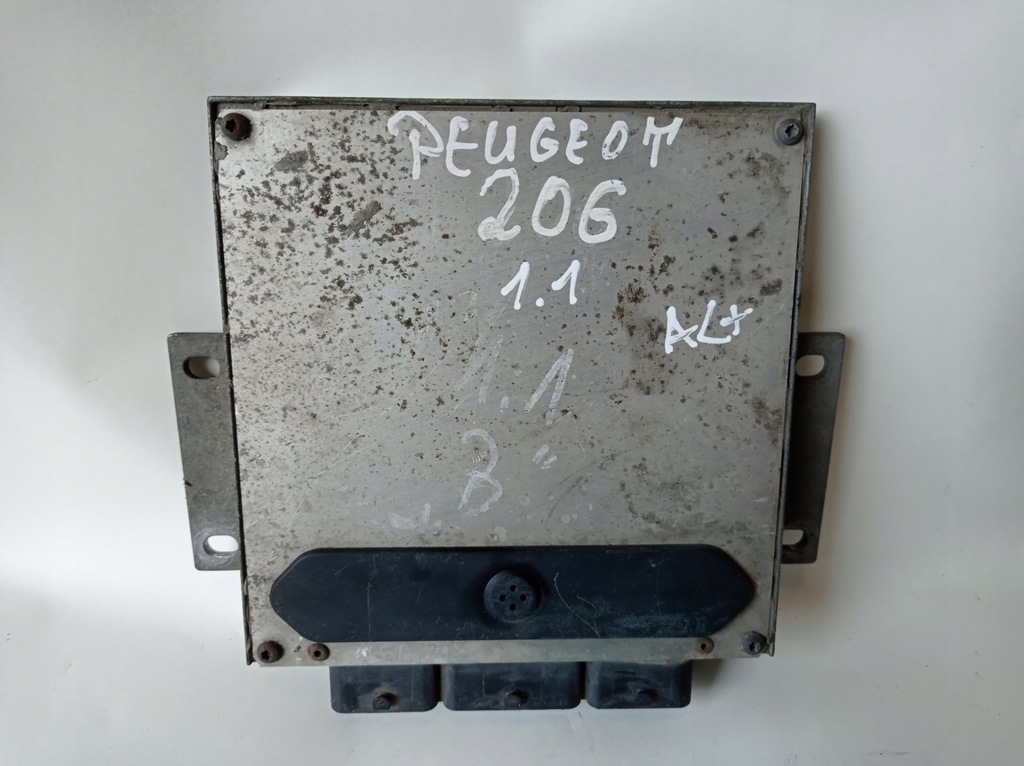 PEUGEOT
206
1.1
AL+
1.1
B"